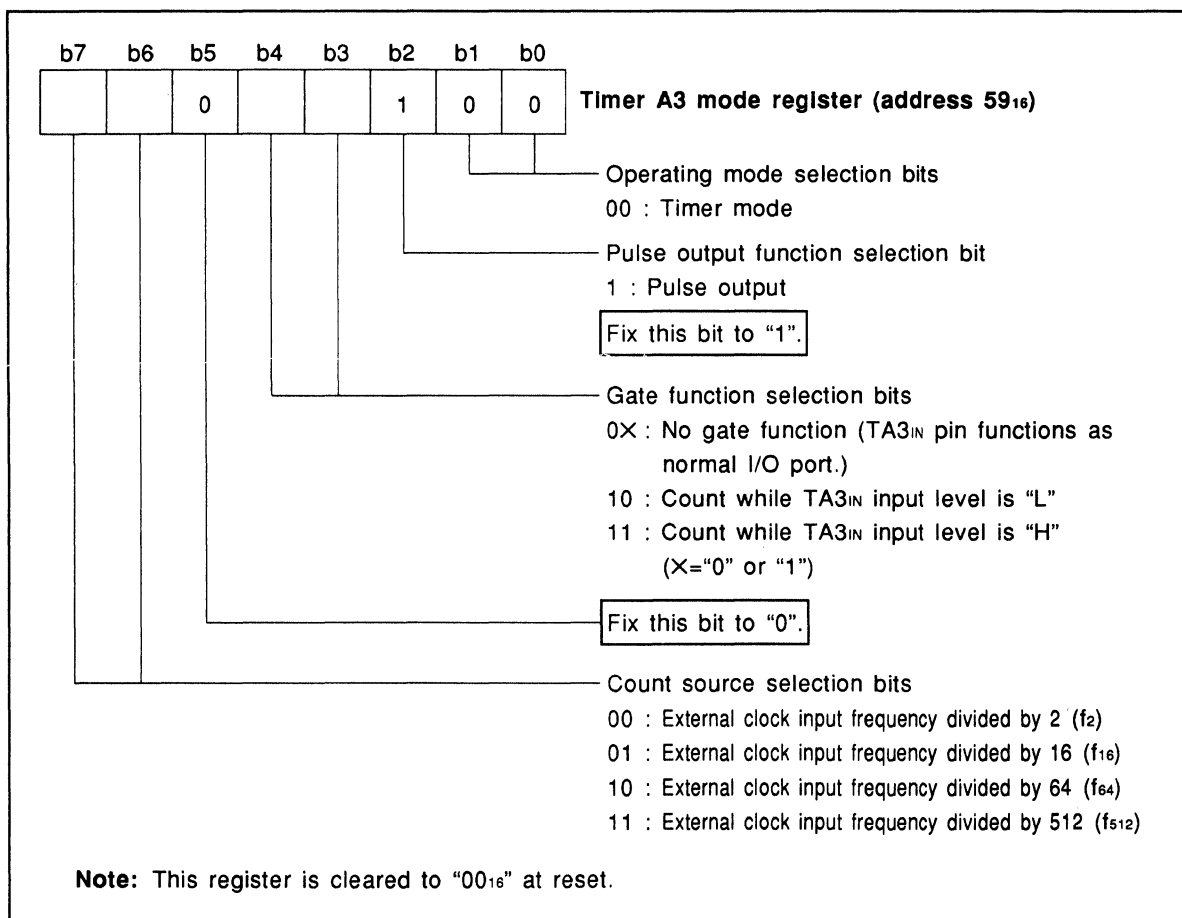 b7 b6 b5 b4 b3 b2 b1 b0
0 1 0 0
Timer A3 mode register (address 59₁₆)
Operating mode selection bits
00 : Timer mode
Pulse output function selection bit
1 : Pulse output
Fix this bit to “1”.
Gate function selection bits
0X : No gate function (TA3IN pin functions as
normal I/O port.)
10 : Count while TA3IN input level is “L”
11 : Count while TA3IN input level is “H”
(X=“0” or “1”)
Fix this bit to “0”.
Count source selection bits
00 : External clock input frequency divided by 2 (f₂)
01 : External clock input frequency divided by 16 (f₁₆)
10 : External clock input frequency divided by 64 (f₆₄)
11 : External clock input frequency divided by 512 (f₅₁₂)
Note: This register is cleared to “00₁₆” at reset.